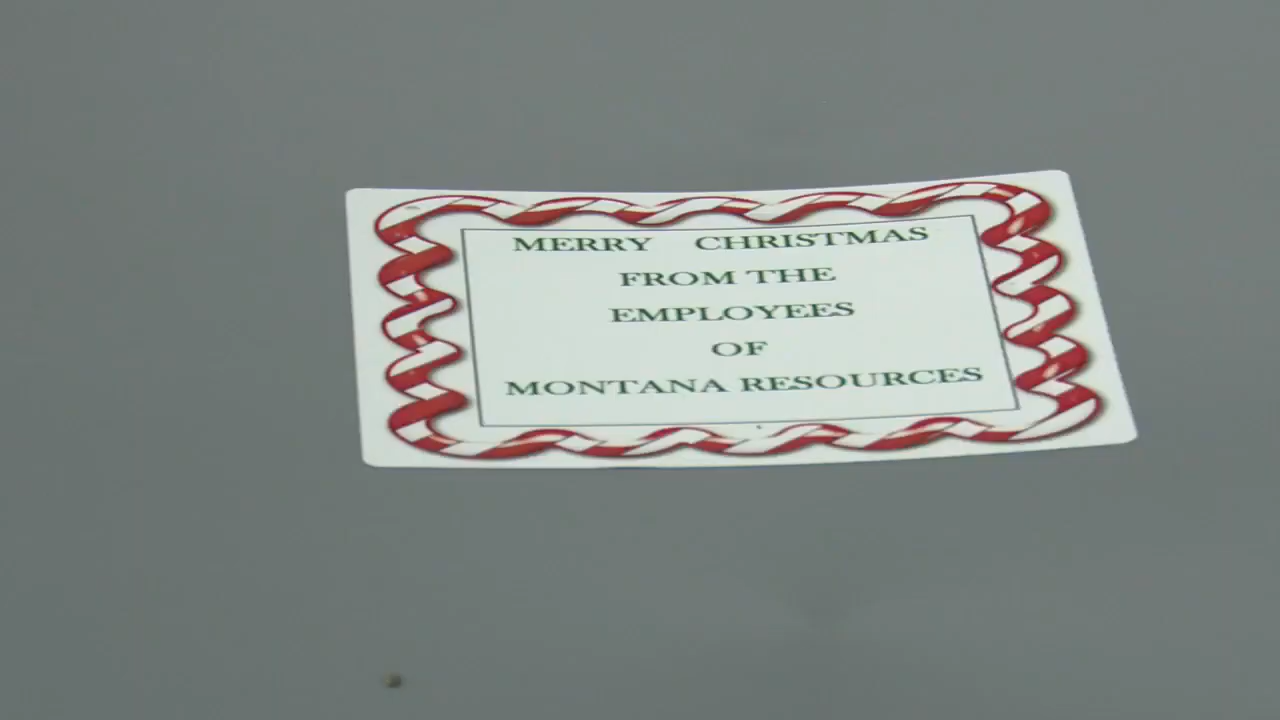 MERRY CHRISTMAS
FROM THE
EMPLOYEES
OF
MONTANA RESOURCES